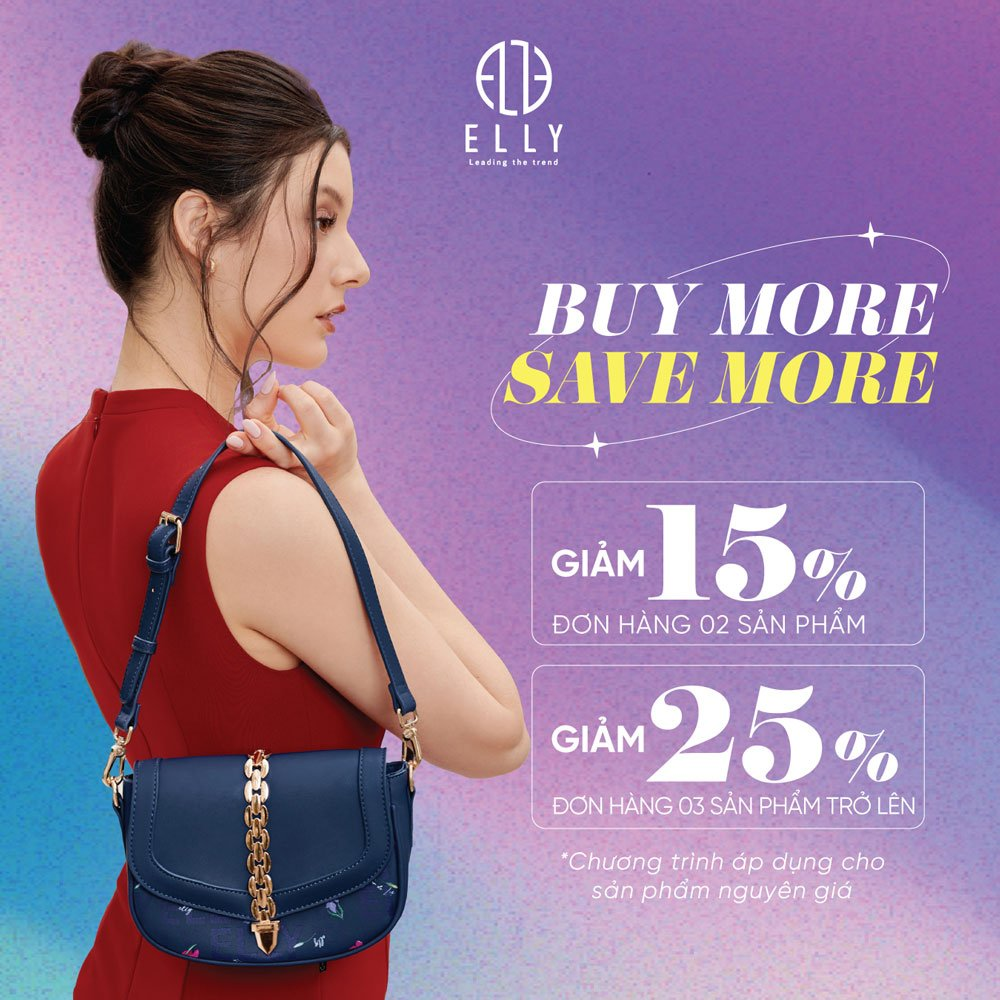 ELLY
Leading the trend
BUY MORE
SAVE MORE
GIẢM 15%
ĐƠN HÀNG 02 SẢN PHẨM
GIẢM 25%
ĐƠN HÀNG 03 SẢN PHẨM TRỞ LÊN
*Chương trình áp dụng cho
sản phẩm nguyên giá
ELLY